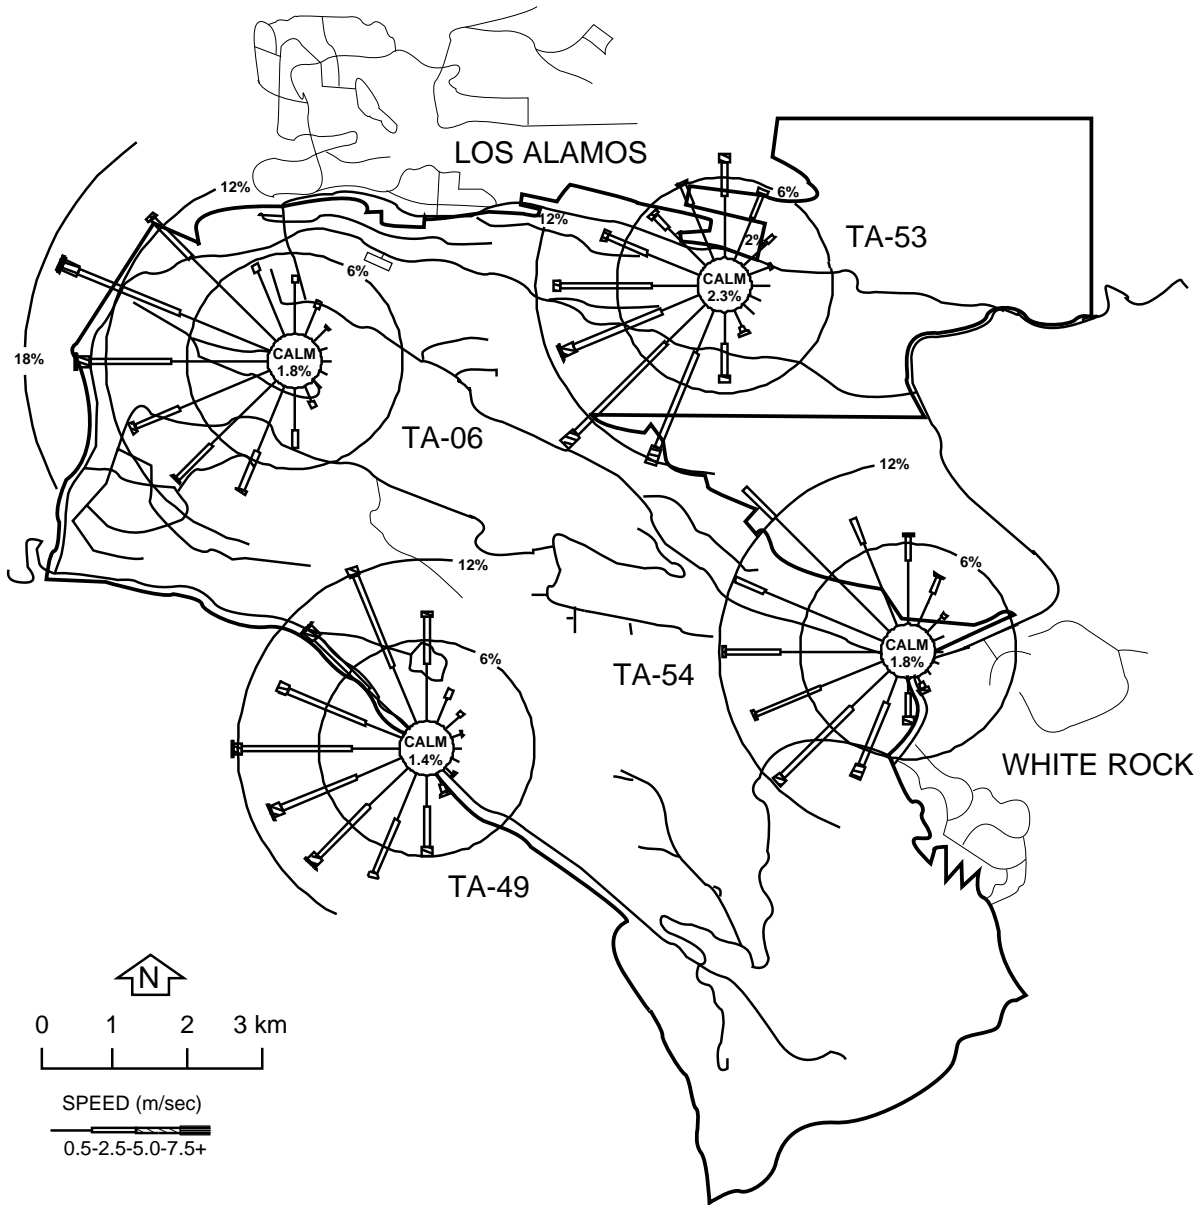 LOS ALAMOS
12%
6%
12%
2%
TA-53
6%
CALM
2.3%
18%
CALM
1.8%
TA-06
12%
12%
6%
6%
CALM
1.8%
TA-54
CALM
1.4%
WHITE ROCK
TA-49
N
0 1 2 3 km
SPEED (m/sec)
0.5-2.5-5.0-7.5+